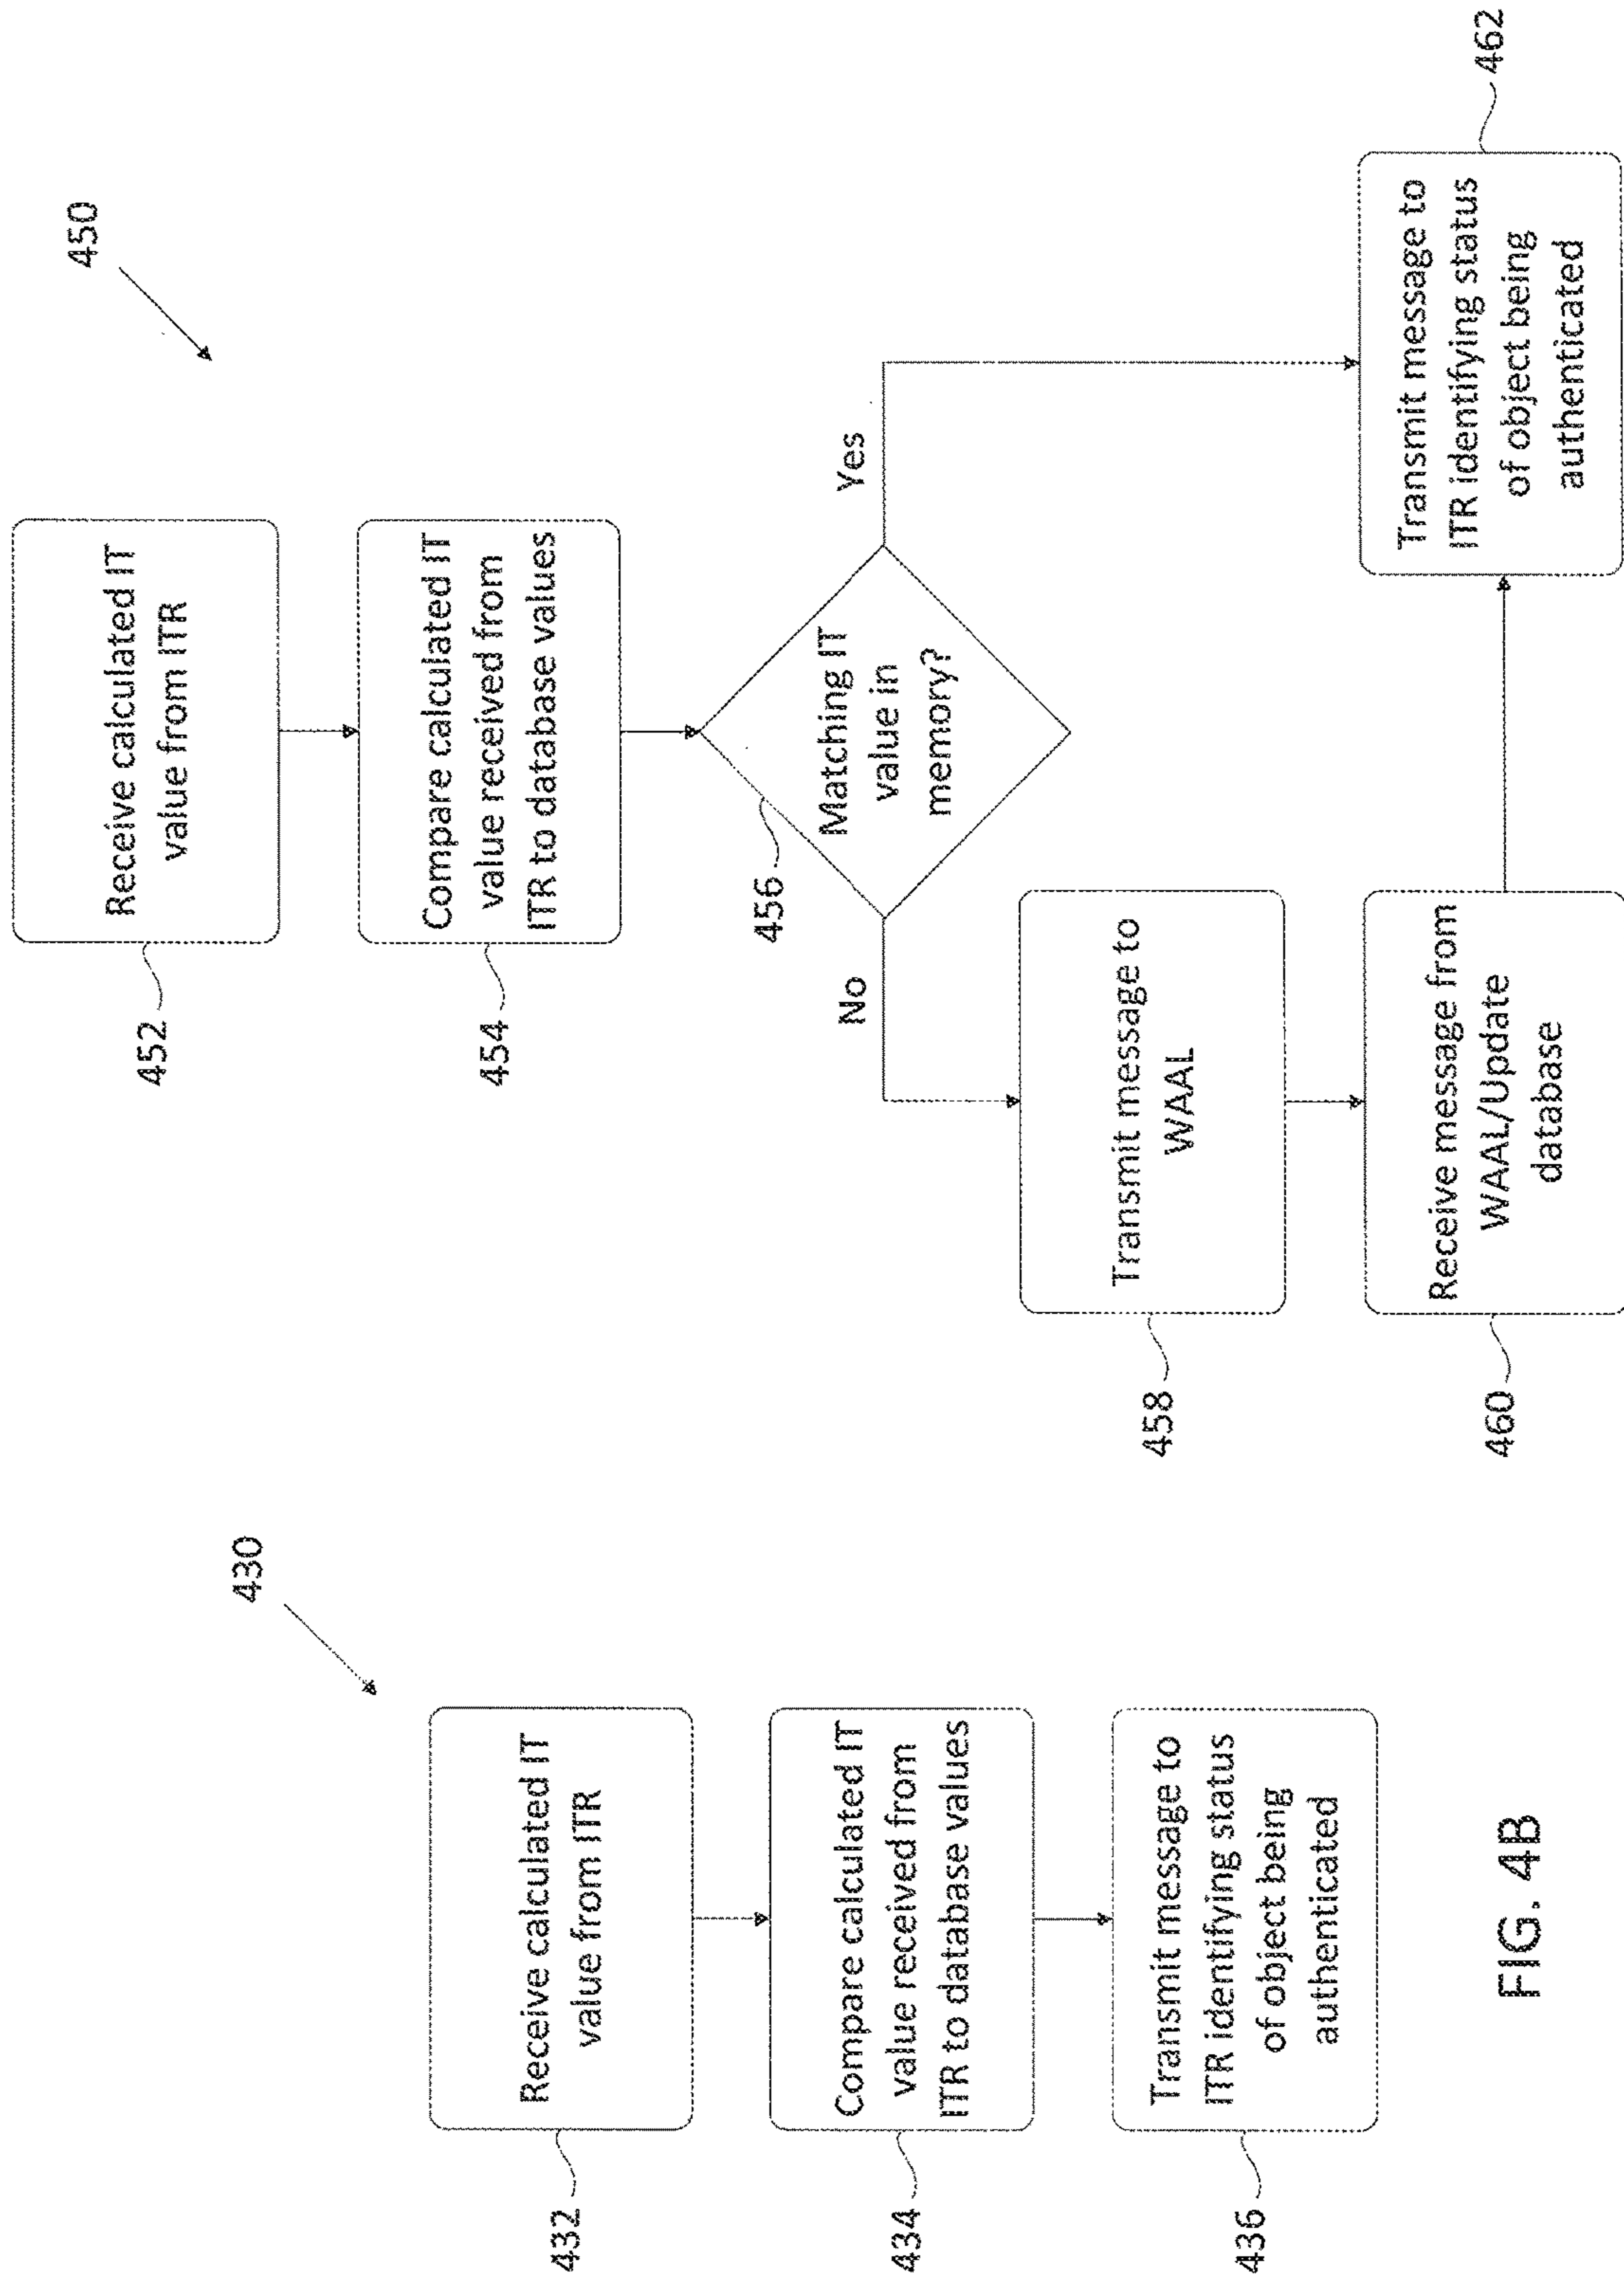 430
432
Receive calculated IT
value from ITR
434
Compare calculated IT
value received from
ITR to database values
436
Transmit message to
ITR identifying status
of object being
authenticated
FIG. 4B
450
452
Receive calculated IT
value from ITR
454
Compare calculated IT
value received from
ITR to database values
456
Matching IT
value in
memory?
No
Yes
458
Transmit message to
WAAL
460
Receive message from
WAAL/Update
database
462
Transmit message to
ITR identifying status
of object being
authenticated